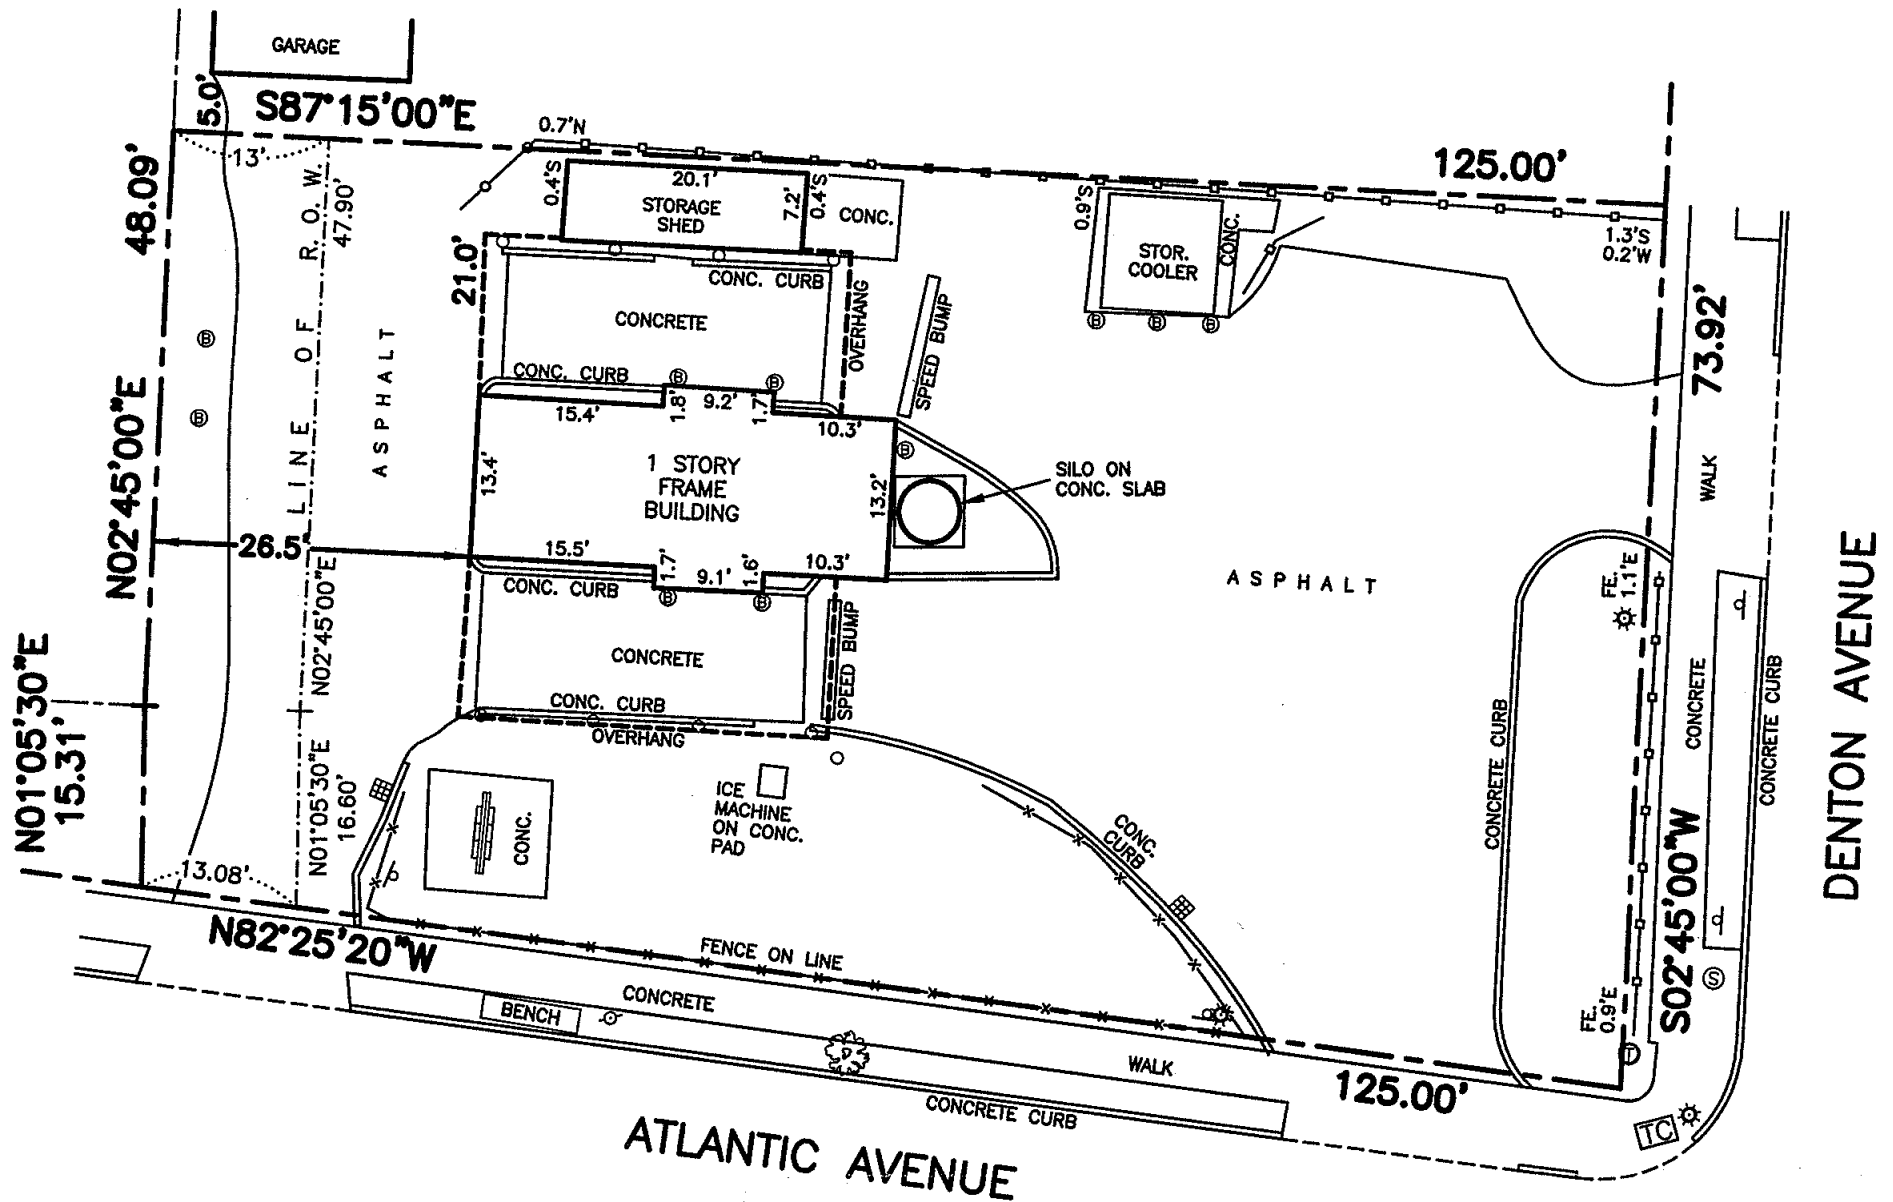 GARAGE
5.0'
S87°15'00"E
0.7'N
125.00'
13'
48.09'
LINE OF R.O.W.
47.90'
0.4'S
20.1'
STORAGE
SHED
7.2'
0.4'S
CONC.
0.9'S
STOR.
COOLER
CONC.
1.3'S
0.2'W
21.0'
CONC. CURB
OVERHANG
CONCRETE
SPEED BUMP
73.92'
B
B
B
B
ASPHALT
CONC. CURB
B
B
15.4'
1.8'
9.2'
1.7'
10.3'
B
N02°45'00"E
B
13.4'
1 STORY
FRAME
BUILDING
13.2'
SILO ON
CONC. SLAB
WALK
26.5'
15.5'
1.7'
9.1'
1.6'
10.3'
B
B
CONC. CURB
N02°45'00"E
ASPHALT
FE.
1.1'E
DENTON AVENUE
CONCRETE
SPEED BUMP
CONC. CURB
OVERHANG
N01°05'30"E
15.31'
N01°05'30"E
16.60'
CONCRETE CURB
CONCRETE
CONCRETE CURB
ICE
MACHINE
ON CONC.
PAD
CONC.
CONC.
CURB
13.08'
N82°25'20"W
FENCE ON LINE
S02°45'00"W
S
FE.
0.9'E
T
CONCRETE
BENCH
WALK
125.00'
CONCRETE CURB
TC
ATLANTIC AVENUE